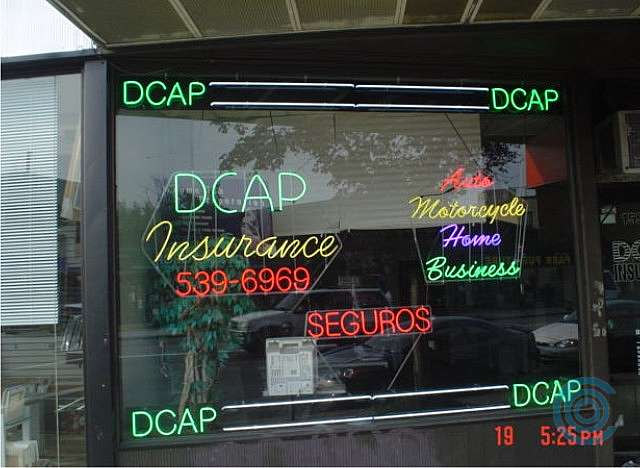 DCAP DCAP
DCAP
Insurance
539-6969
Auto
Motorcycle
Home
Business
SEGUROS
DCAP DCAP
19 5:25PM